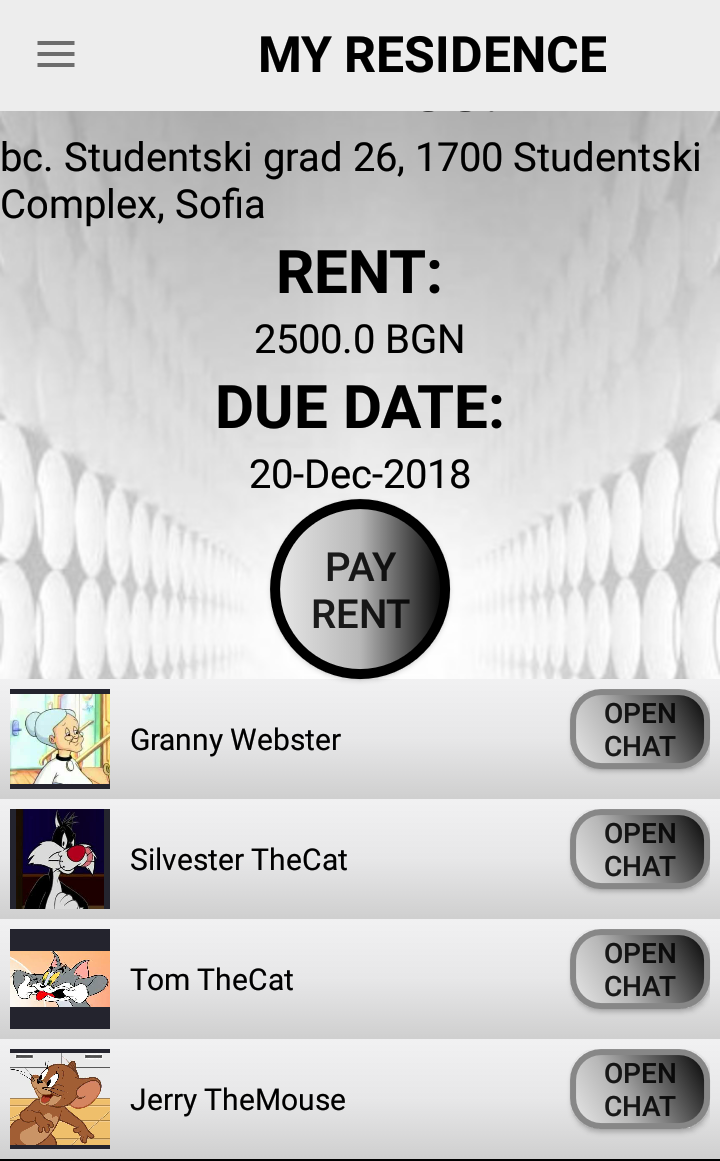 MY RESIDENCE
bc. Studentski grad 26, 1700 Studentski
Complex, Sofia
RENT:
2500.0 BGN
DUE DATE:
20-Dec-2018
PAY
RENT
Granny Webster
OPEN
CHAT
Silvester TheCat
OPEN
CHAT
Tom TheCat
OPEN
CHAT
Jerry TheMouse
OPEN
CHAT